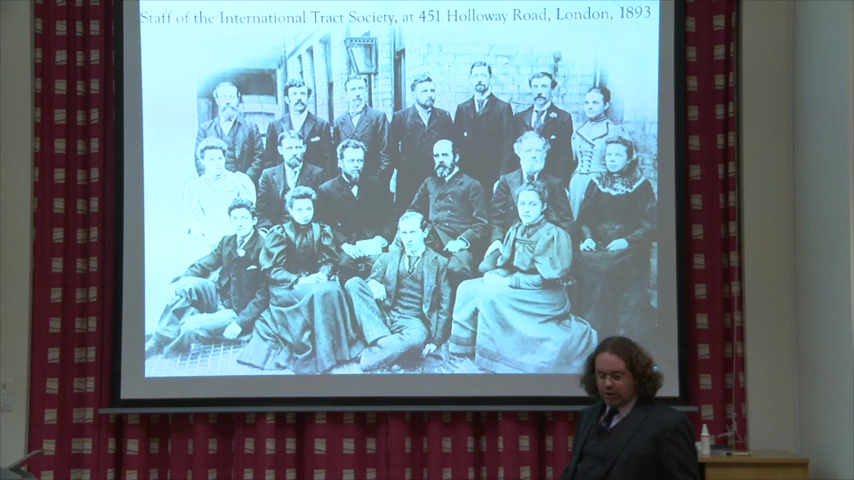 Staff of the International Tract Society, at 451 Holloway Road, London, 1893